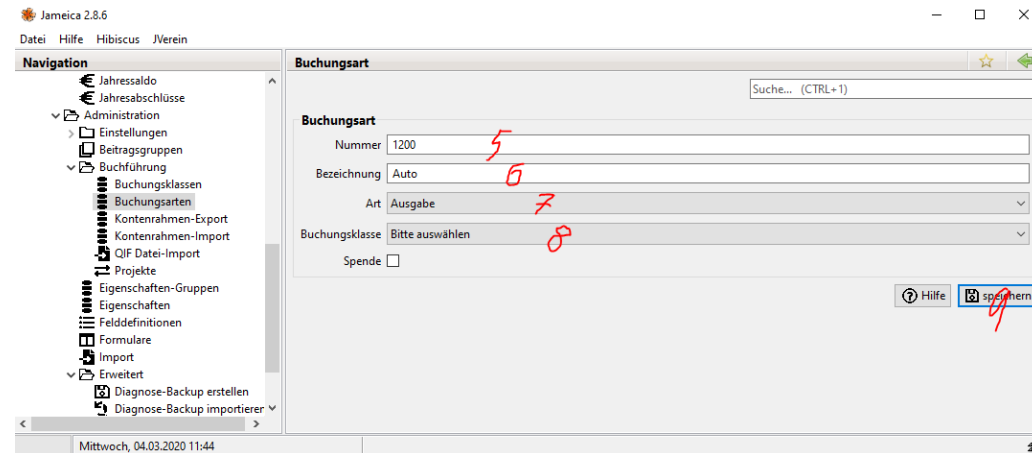 Jameica 2.8.6
Datei Hilfe Hibiscus JVerein
Navigation
Jahressaldo
Jahresabschlüsse
Administration
Einstellungen
Beitragsgruppen
Buchführung
Buchungsklassen
Buchungsarten
Kontenrahmen-Export
Kontenrahmen-Import
QIF Datei-Import
Projekte
Eigenschaften-Gruppen
Eigenschaften
Felddefinitionen
Formulare
Import
Erweitert
Diagnose-Backup erstellen
Diagnose-Backup importieren
Buchungsart
Suche... (CTRL+1)
Buchungsart
Nummer 1200 5
Bezeichnung Auto 6
Art Ausgabe 7
Buchungsklasse Bitte auswählen 8
Spende
Hilfe speichern 9
Mittwoch, 04.03.2020 11:44